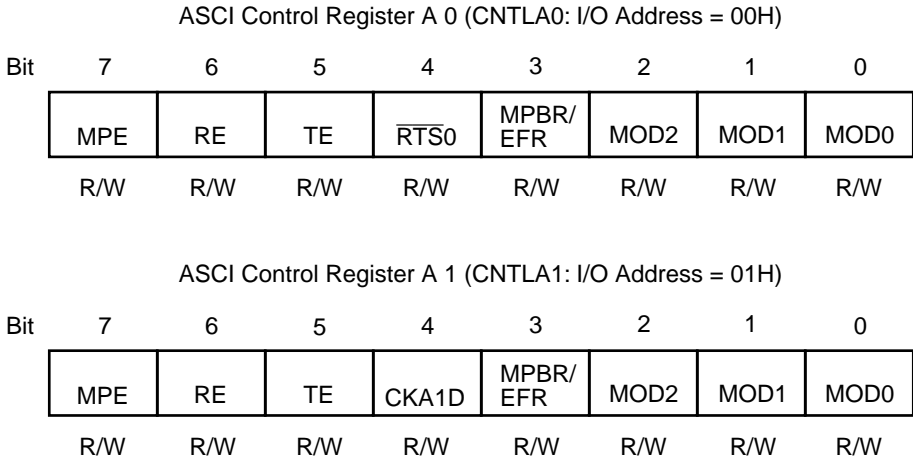 ASCI Control Register A 0 (CNTLA0: I/O Address = 00H)
Bit 7 6 5 4 3 2 1 0
MPE RE TE R̅T̅S̅0 MPBR/ EFR MOD2 MOD1 MOD0
R/W R/W R/W R/W R/W R/W R/W R/W
ASCI Control Register A 1 (CNTLA1: I/O Address = 01H)
Bit 7 6 5 4 3 2 1 0
MPE RE TE CKA1D MPBR/ EFR MOD2 MOD1 MOD0
R/W R/W R/W R/W R/W R/W R/W R/W